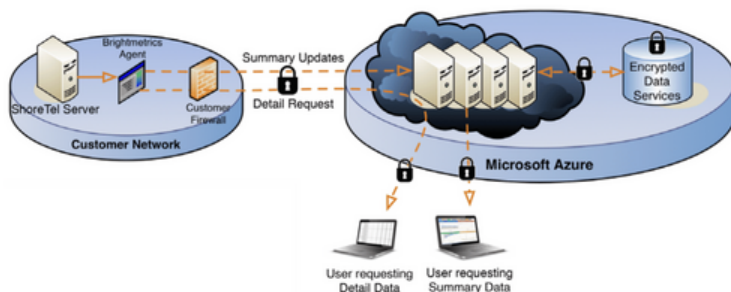 Brightmetrics
Agent
ShoreTel Server
Customer
Firewall
Customer Network
Summary Updates
Detail Request
Encrypted
Data
Services
Microsoft Azure
User requesting
Detail Data
User requesting
Summary Data